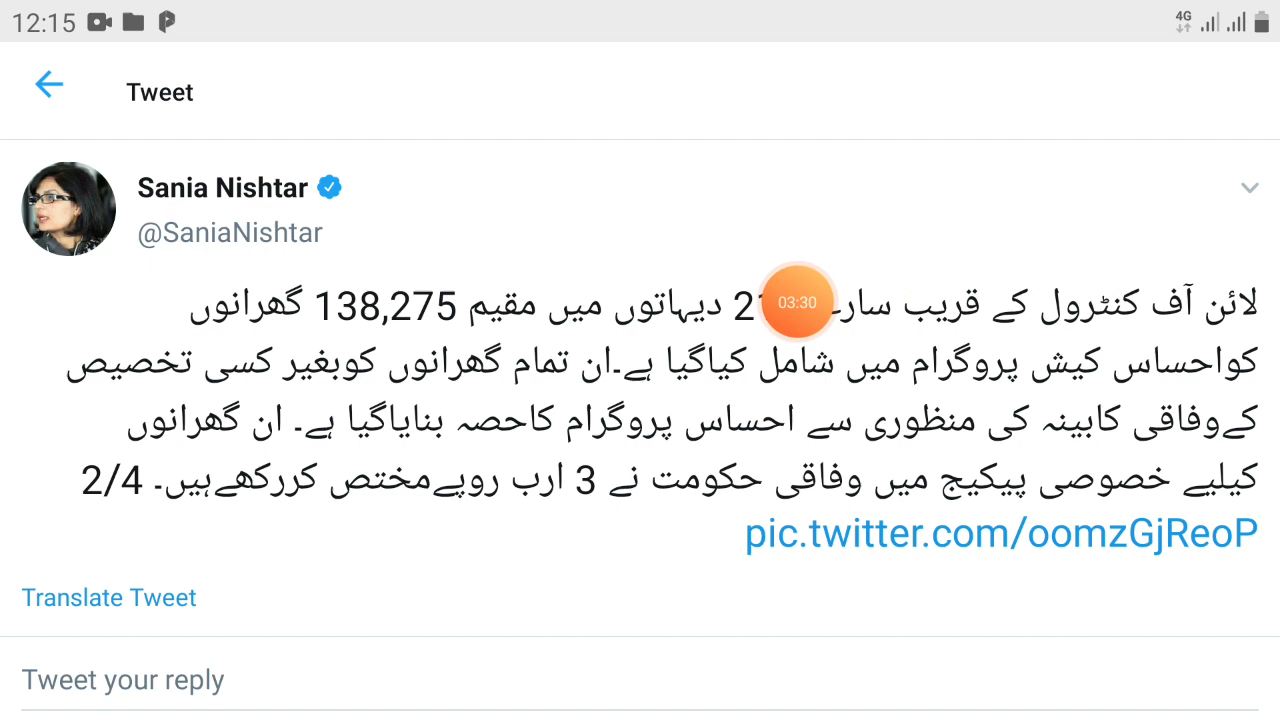 12:15
4G
Tweet
Sania Nishtar
@SaniaNishtar
لائن آف کنٹرول کے قریب دیہاتوں میں مقیم 138,275 گھرانوں
03:30
کواحساس کیش پروگرام میں شامل کیاگیا ہے۔ان تمام گھرانوں کوبغیر کسی تخصیص
کےوفاقی کابینہ کی منظوری سے احساس پروگرام کاحصہ بنایاگیا ہے۔ ان گھرانوں
کیلیے خصوصی پیکیج میں وفاقی حکومت نے 3 ارب روپےمختص کررکھےہیں۔ 2/4
pic.twitter.com/oomzGjReoP
Translate Tweet
Tweet your reply